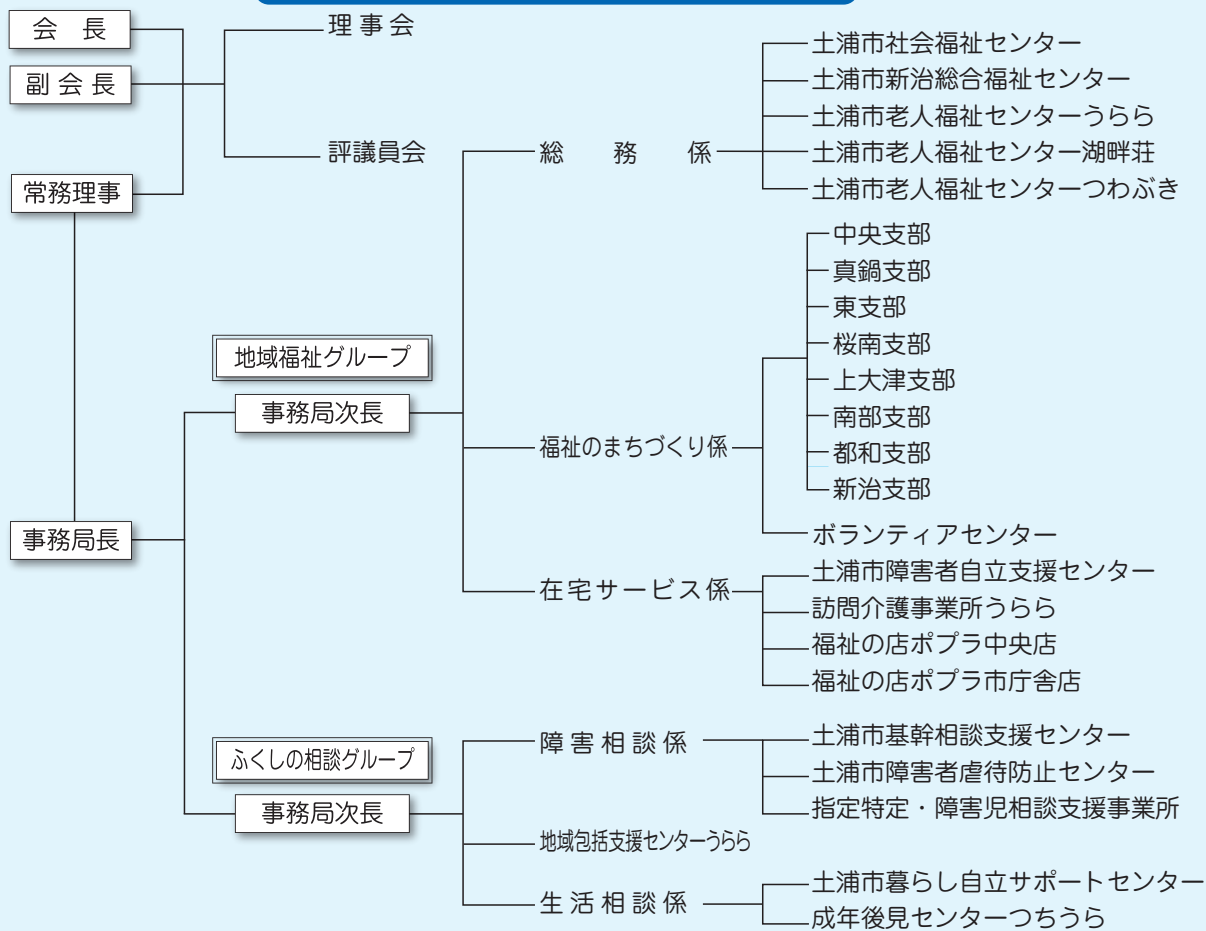 会長
副会長
常務理事
事務局長
理事会
評議員会
地域福祉グループ
事務局次長
総務係
土浦市社会福祉センター
土浦市新治総合福祉センター
土浦市老人福祉センターうらら
土浦市老人福祉センター湖畔荘
土浦市老人福祉センターつわぶき
福祉のまちづくり係
中央支部
真鍋支部
東支部
桜南支部
上大津支部
南部支部
都和支部
新治支部
ボランティアセンター
在宅サービス係
土浦市障害者自立支援センター
訪問介護事業所うらら
福祉の店ポプラ中央店
福祉の店ポプラ市庁舎店
ふくしの相談グループ
事務局次長
障害相談係
土浦市基幹相談支援センター
土浦市障害者虐待防止センター
指定特定・障害児相談支援事業所
地域包括支援センターうらら
生活相談係
土浦市暮らし自立サポートセンター
成年後見センターつちうら